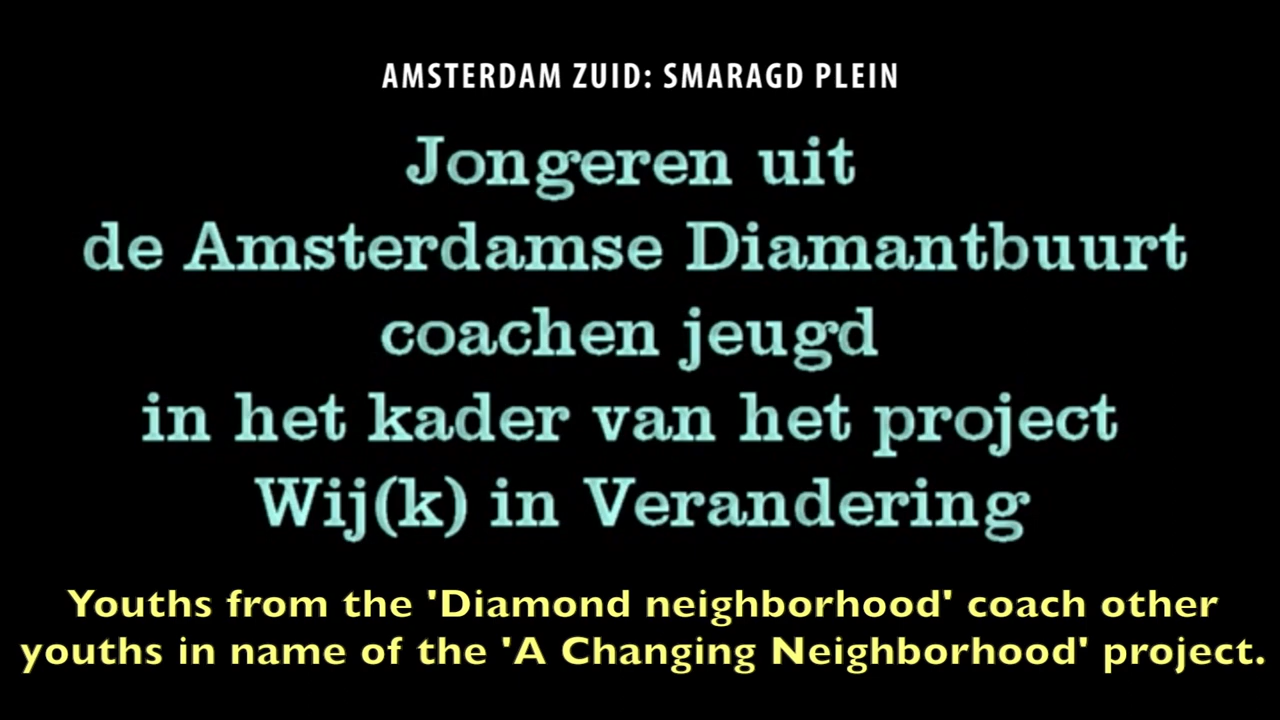 AMSTERDAM ZUID: SMARAGD PLEIN
Jongeren uit
de Amsterdamse Diamantbuurt
coachen jeugd
in het kader van het project
Wij(k) in Verandering
Youths from the 'Diamond neighborhood' coach other
youths in name of the 'A Changing Neighborhood' project.